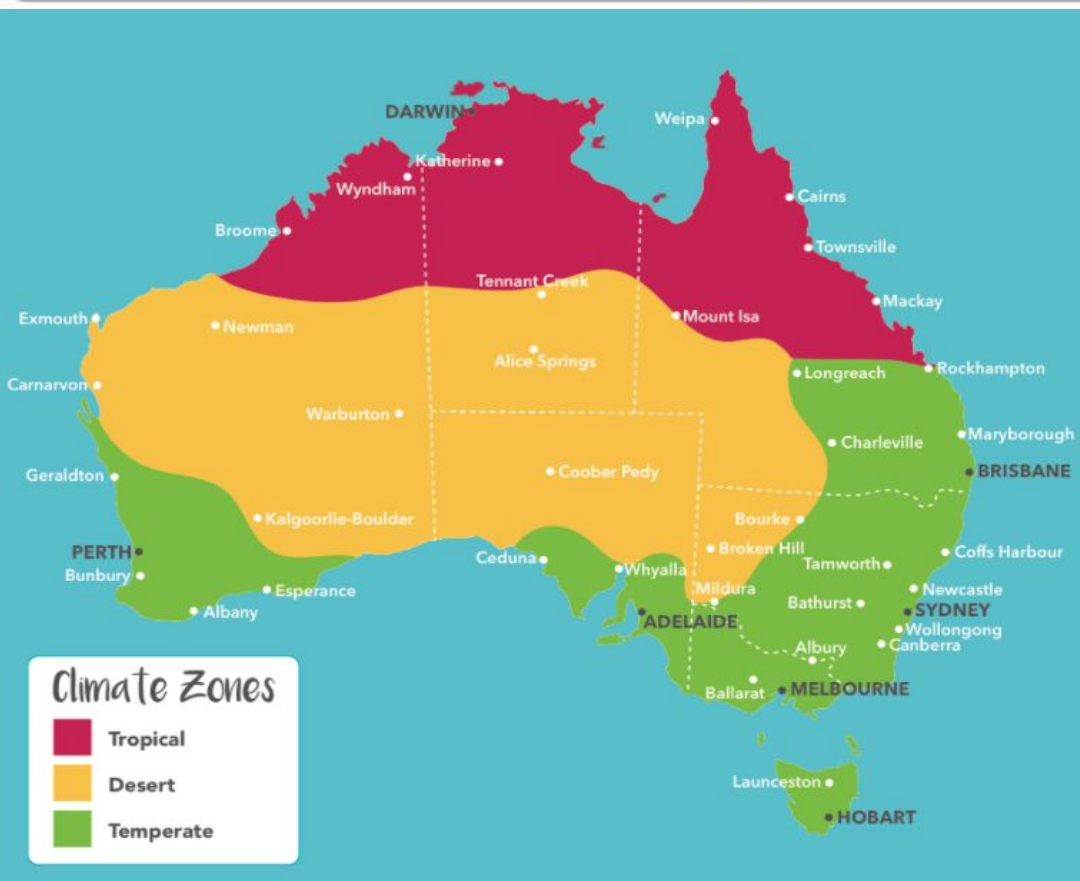 DARWIN
Weipa
Katherine
Wyndham
Cairns
Broome
Townsville
Tennant Creek
Mackay
Exmouth
Newman
Mount Isa
Alice Springs
Longreach
Rockhampton
Carnarvon
Warburton
Maryborough
Charleville
Geraldton
Coober Pedy
BRISBANE
Kalgoorlie-Boulder
Bourke
PERTH
Ceduna
Broken Hill
Coffs Harbour
Bunbury
Whyalla
Tamworth
Esperance
Mildura
Newcastle
Albany
Bathurst
SYDNEY
ADELAIDE
Wollongong
Albury
Canberra
Ballarat
MELBOURNE
Launceston
HOBART
Climate Zones
Tropical
Desert
Temperate